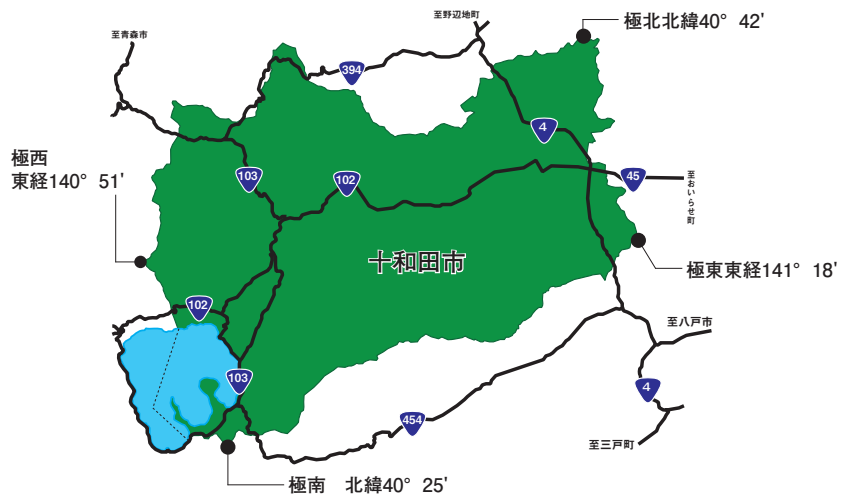 至野辺地町
極北北緯40° 42'
至青森市
394
4
極西
東経140° 51'
103
102
45
至おいらせ町
十和田市
極東東経141° 18'
102
至八戸市
103
4
454
至三戸町
極南 北緯40° 25'